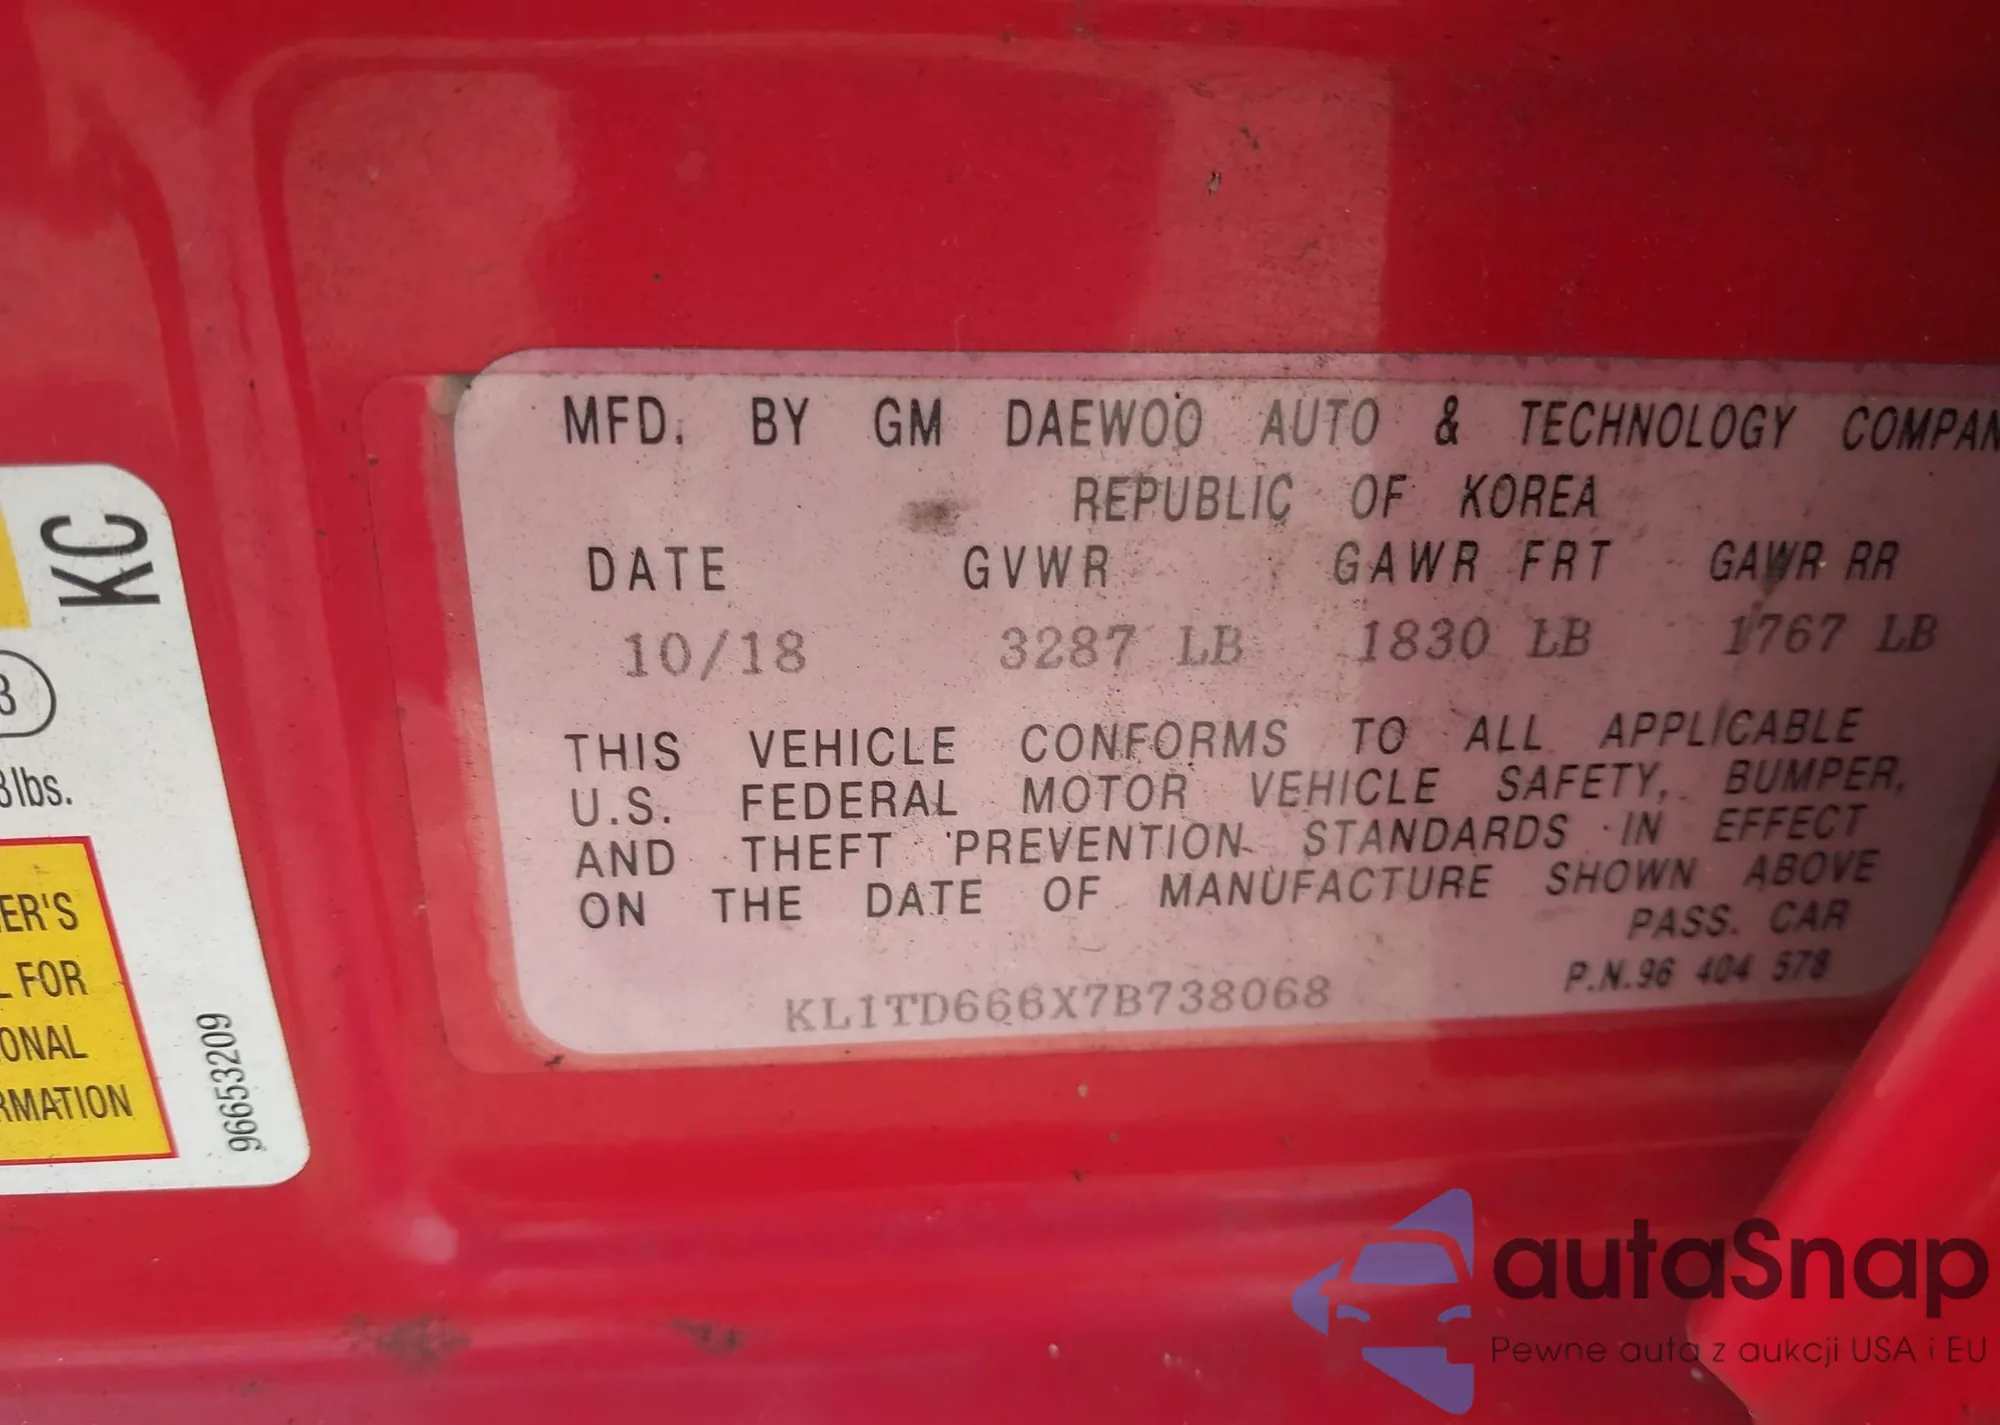 MFD. BY GM DAEWOO AUTO & TECHNOLOGY COMPAN
REPUBLIC OF KOREA
DATE GVWR GAWR FRT GAWR RR
10/18 3287 LB 1830 LB 1767 LB
THIS VEHICLE CONFORMS TO ALL APPLICABLE
U.S. FEDERAL MOTOR VEHICLE SAFETY, BUMPER,
AND THEFT PREVENTION STANDARDS IN EFFECT
ON THE DATE OF MANUFACTURE SHOWN ABOVE
PASS. CAR
P.N.96 404 578
KL1TD666X7B738068
KC
3
3lbs.
ER'S
L FOR
ONAL
RMATION
96653209
autaSnap
Pewne auta z aukcji USA i EU